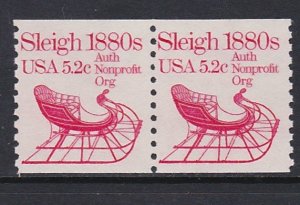 Sleigh 1880s
USA 5.2c Auth
Nonprofit
Org
Sleigh 1880s
USA 5.2c Auth
Nonprofit
Org